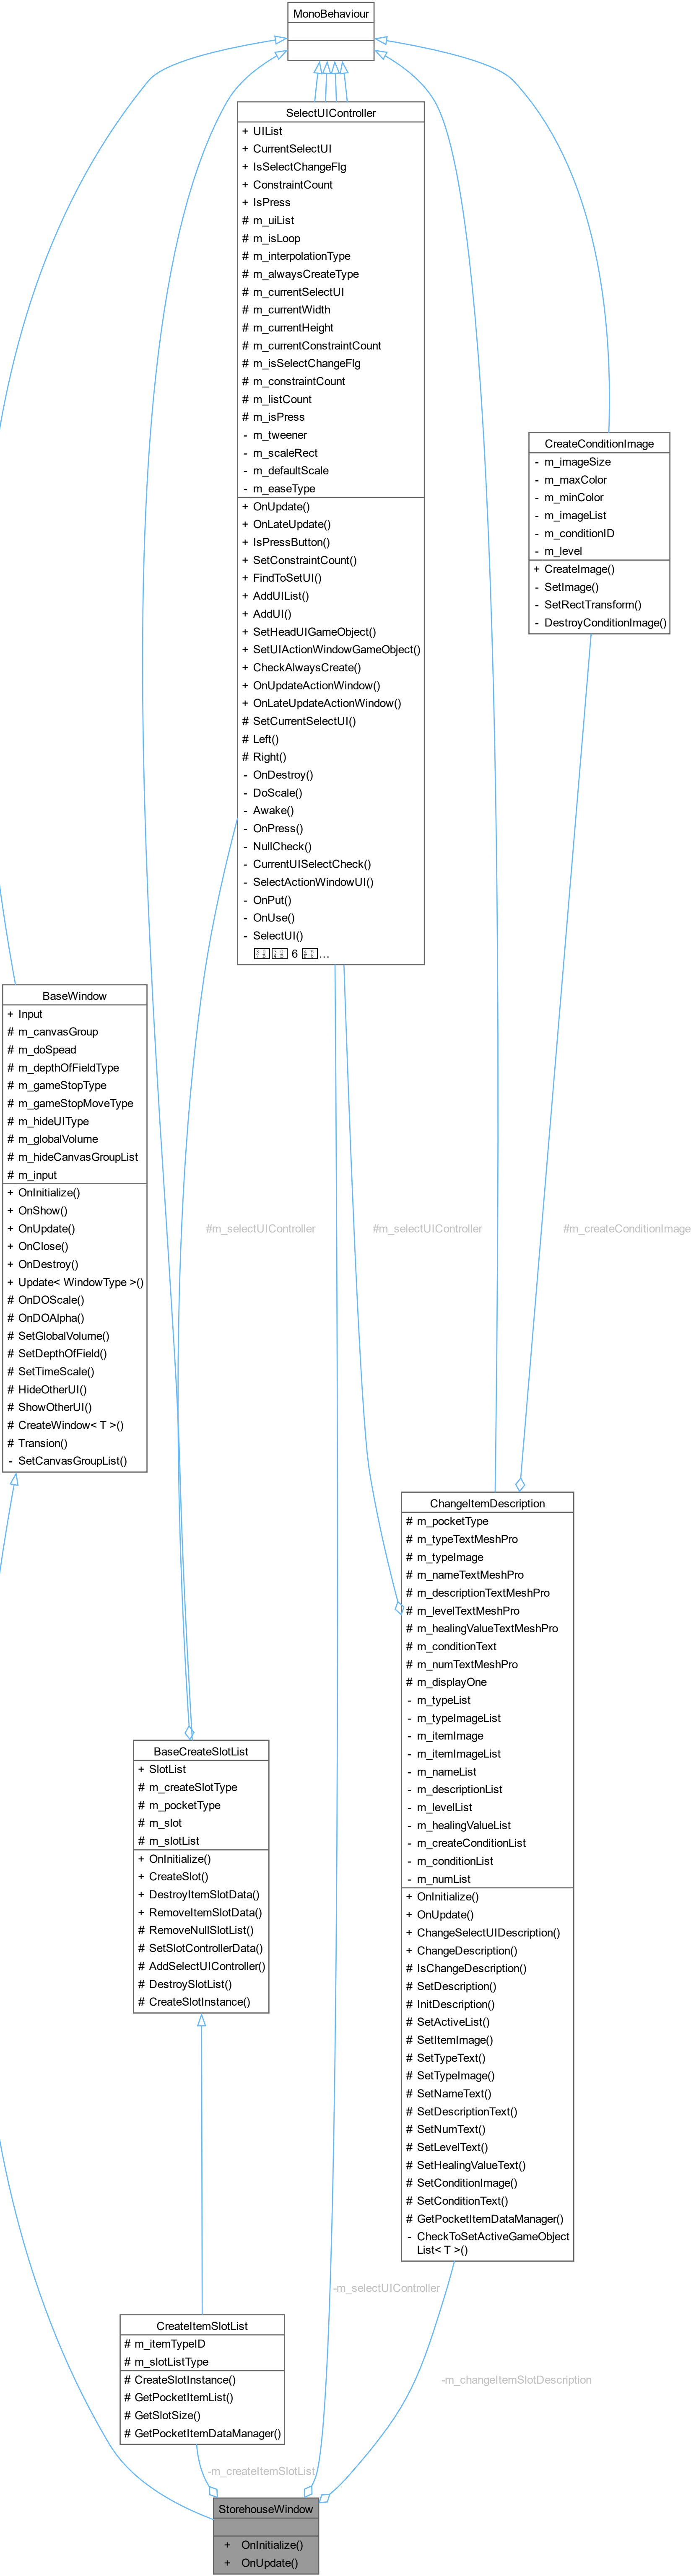 MonoBehaviour
SelectUIController
+ UIList
+ CurrentSelectUI
+ IsSelectChangeFlg
+ ConstraintCount
+ IsPress
# m_uiList
# m_isLoop
# m_interpolationType
# m_alwaysCreateType
# m_currentSelectUI
# m_currentWidth
# m_currentHeight
# m_currentConstraintCount
# m_isSelectChangeFlg
# m_constraintCount
# m_listCount
# m_isPress
- m_tweener
- m_scaleRect
- m_defaultScale
- m_easeType
+ OnUpdate()
+ OnLateUpdate()
+ IsPressButton()
+ SetConstraintCount()
+ FindToSetUI()
+ AddUIList()
+ AddUI()
+ SetHeadUIGameObject()
+ SetUIActionWindowGameObject()
+ CheckAlwaysCreate()
+ OnUpdateActionWindow()
+ OnLateUpdateActionWindow()
# SetCurrentSelectUI()
# Left()
# Right()
- OnDestroy()
- DoScale()
- Awake()
- OnPress()
- NullCheck()
- CurrentUISelectCheck()
- SelectActionWindowUI()
- OnPut()
- OnUse()
- SelectUI()
6 ...
CreateConditionImage
- m_imageSize
- m_maxColor
- m_minColor
- m_imageList
- m_conditionID
- m_level
+ CreateImage()
- SetImage()
- SetRectTransform()
- DestroyConditionImage()
BaseWindow
+ Input
# m_canvasGroup
# m_doSpead
# m_depthOfFieldType
# m_gameStopType
# m_gameStopMoveType
# m_hideUIType
# m_globalVolume
# m_hideCanvasGroupList
# m_input
+ OnInitialize()
+ OnShow()
+ OnUpdate()
+ OnClose()
+ OnDestroy()
+ Update< WindowType >()
# OnDOScale()
# OnDOAlpha()
# SetGlobalVolume()
# SetDepthOfField()
# SetTimeScale()
# HideOtherUI()
# ShowOtherUI()
# CreateWindow< T >()
# Transion()
- SetCanvasGroupList()
#m_selectUIController
#m_selectUIController
#m_createConditionImage
ChangeItemDescription
# m_pocketType
# m_typeTextMeshPro
# m_typeImage
# m_nameTextMeshPro
# m_descriptionTextMeshPro
# m_levelTextMeshPro
# m_healingValueTextMeshPro
# m_conditionText
# m_numTextMeshPro
# m_displayOne
- m_typeList
- m_typeImageList
- m_itemImage
- m_itemImageList
- m_nameList
- m_descriptionList
- m_levelList
- m_healingValueList
- m_createConditionList
- m_conditionList
- m_numList
+ OnInitialize()
+ OnUpdate()
+ ChangeSelectUIDescription()
+ ChangeDescription()
# IsChangeDescription()
# SetDescription()
# InitDescription()
# SetActiveList()
# SetItemImage()
# SetTypeText()
# SetTypeImage()
# SetNameText()
# SetDescriptionText()
# SetNumText()
# SetLevelText()
# SetHealingValueText()
# SetConditionImage()
# SetConditionText()
# GetPocketItemDataManager()
- CheckToSetActiveGameObject
List< T >()
BaseCreateSlotList
+ SlotList
# m_createSlotType
# m_pocketType
# m_slot
# m_slotList
+ OnInitialize()
+ CreateSlot()
+ DestroyItemSlotData()
+ RemoveItemSlotData()
# RemoveNullSlotList()
# SetSlotControllerData()
# AddSelectUIController()
# DestroySlotList()
# CreateSlotInstance()
-m_selectUIController
CreateItemSlotList
# m_itemTypeID
# m_slotListType
# CreateSlotInstance()
# GetPocketItemList()
# GetSlotSize()
# GetPocketItemDataManager()
-m_changeItemSlotDescription
-m_createItemSlotList
StorehouseWindow
+ OnInitialize()
+ OnUpdate()